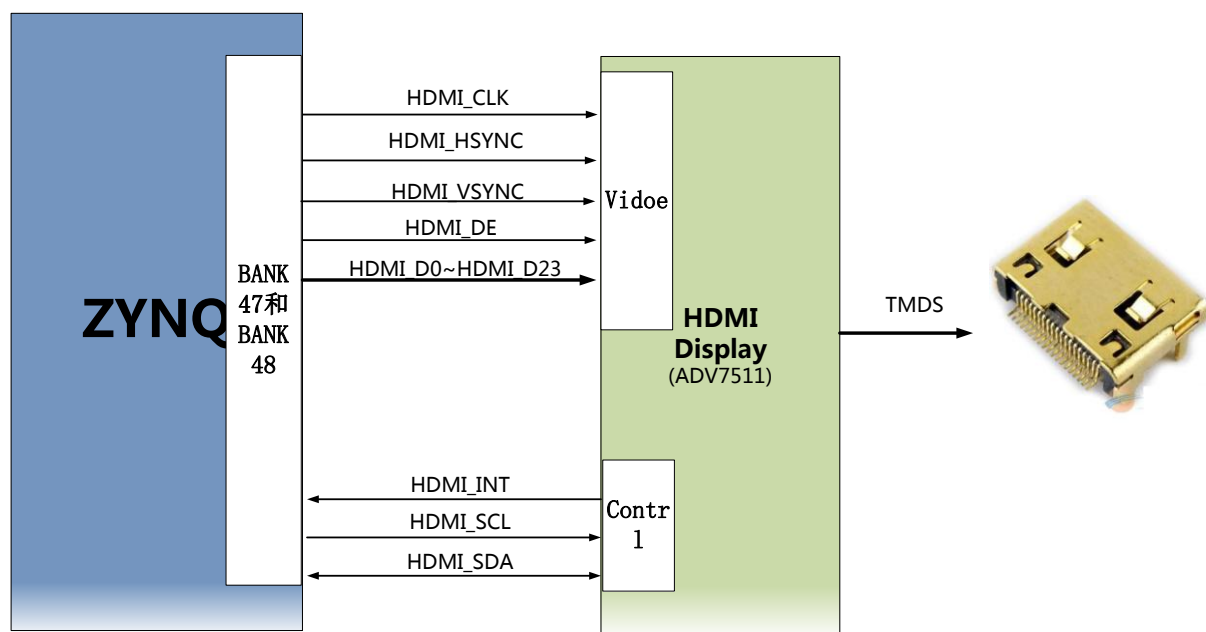 ZYNQ
BANK
47和
BANK
48
HDMI_CLK
HDMI_HSYNC
HDMI_VSYNC
HDMI_DE
HDMI_D0~HDMI_D23
Vidoe
HDMI
Display
(ADV7511)
TMDS
HDMI_INT
HDMI_SCL
HDMI_SDA
Contr
l